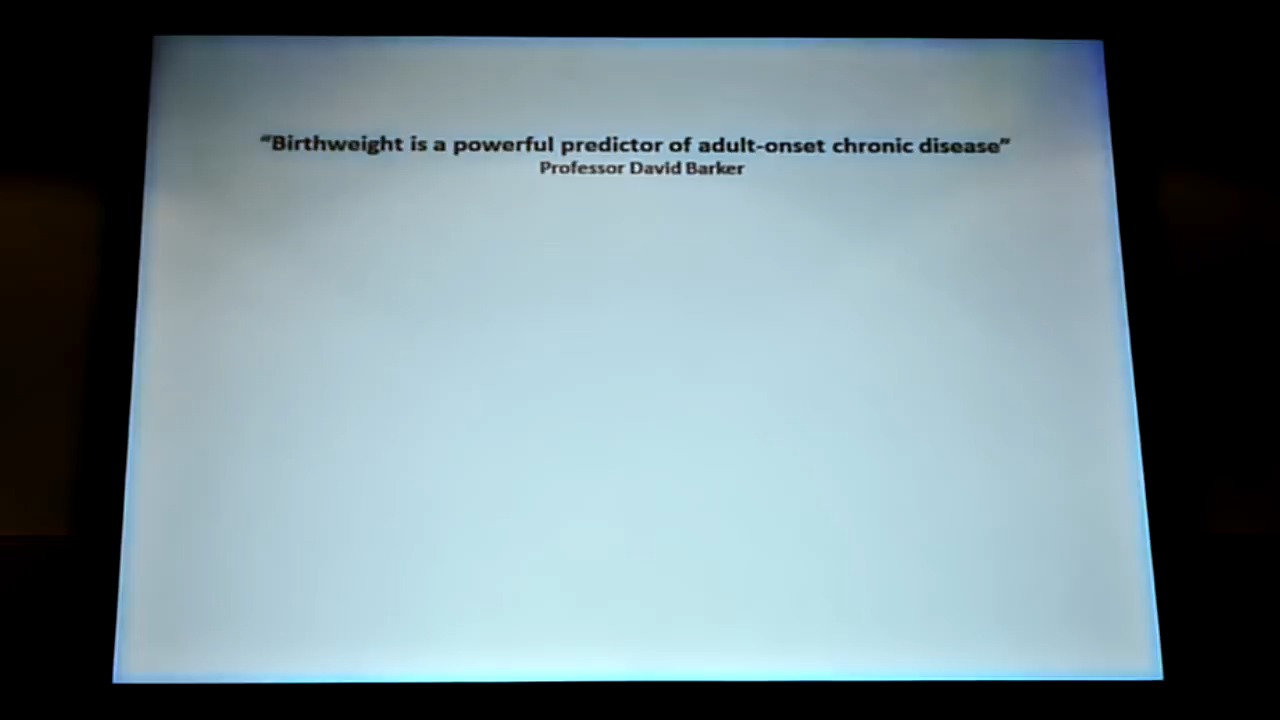 “Birthweight is a powerful predictor of adult-onset chronic disease”
Professor David Barker